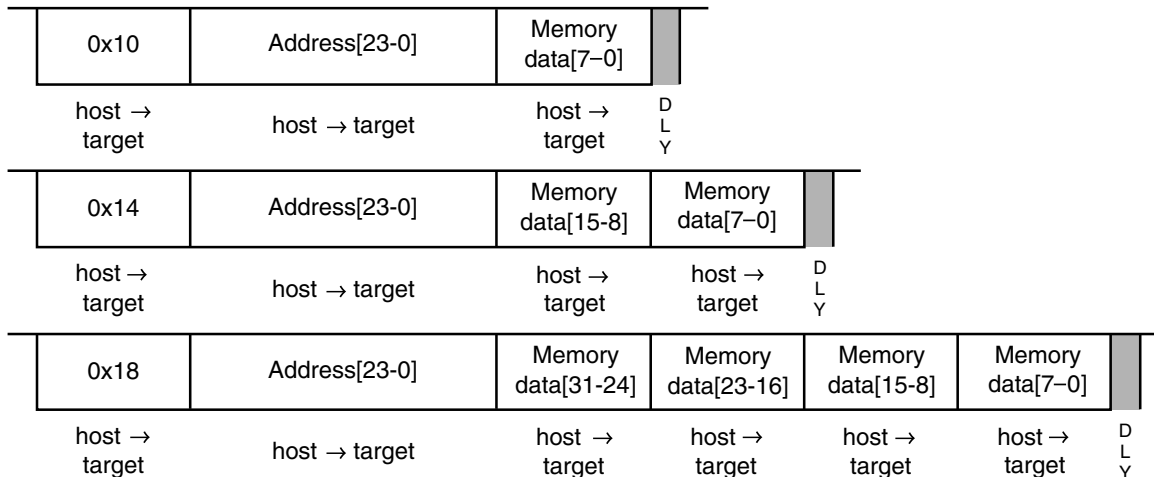 0x10 Address[23-0] Memory data[7–0]
host → target host → target host → target D L Y
0x14 Address[23-0] Memory data[15-8] Memory data[7–0]
host → target host → target host → target host → target D L Y
0x18 Address[23-0] Memory data[31-24] Memory data[23-16] Memory data[15-8] Memory data[7–0]
host → target host → target host → target host → target host → target host → target D L Y